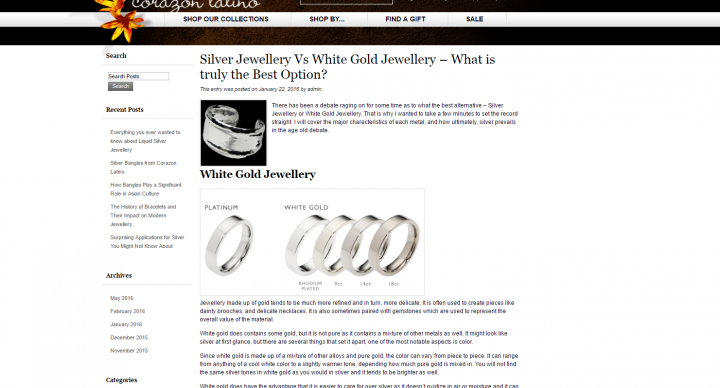 corazon latino
SHOP OUR COLLECTIONS
SHOP BY...
FIND A GIFT
SALE
Search
Search Posts
Search
Recent Posts
Everything you ever wanted to
know about Liquid Silver
Jewellery
Silver Bangles from Corazon
Latino
How Bangles Play a Significant
Role in Asian Culture
The History of Bracelets and
Their Impact on Modern
Jewellery
Surprising Applications for Silver
You Might Not Know About
Archives
May 2016
February 2016
January 2016
December 2015
November 2015
Categories
Silver Jewellery Vs White Gold Jewellery – What is
truly the Best Option?
This entry was posted on January 22, 2016 by admin.
There has been a debate raging on for some time as to what the best alternative – Silver
Jewellery or White Gold Jewellery. That is why I wanted to take a few minutes to set the record
straight. I will cover the major characteristics of each metal, and how ultimately, silver prevails
in the age old debate.
White Gold Jewellery
PLATINUM
WHITE GOLD
RHODIUM
PLATED
9ct
14ct
18ct
Jewellery made up of gold tends to be much more refined and in turn, more delicate. It is often used to create pieces like
dainty brooches, and delicate necklaces. It is also sometimes paired with gemstones which are used to represent the
overall value of the material.
White gold does contains some gold, but it is not pure as it contains a mixture of other metals as well. It might look like
silver at first glance, but there are several things that set it apart, one of the most notable aspects is color.
Since white gold is made up of a mixture of other alloys and pure gold, the color can vary from piece to piece. It can range
from anything of a cool white color to a slightly warmer tone, depending how much pure gold is mixed in. You will not find
the same silver tones in white gold as you would in silver and it tends to be brighter as well.
White gold does have the advantage that it is easier to care for over silver as it doesn't oxidize in air or moisture and it can